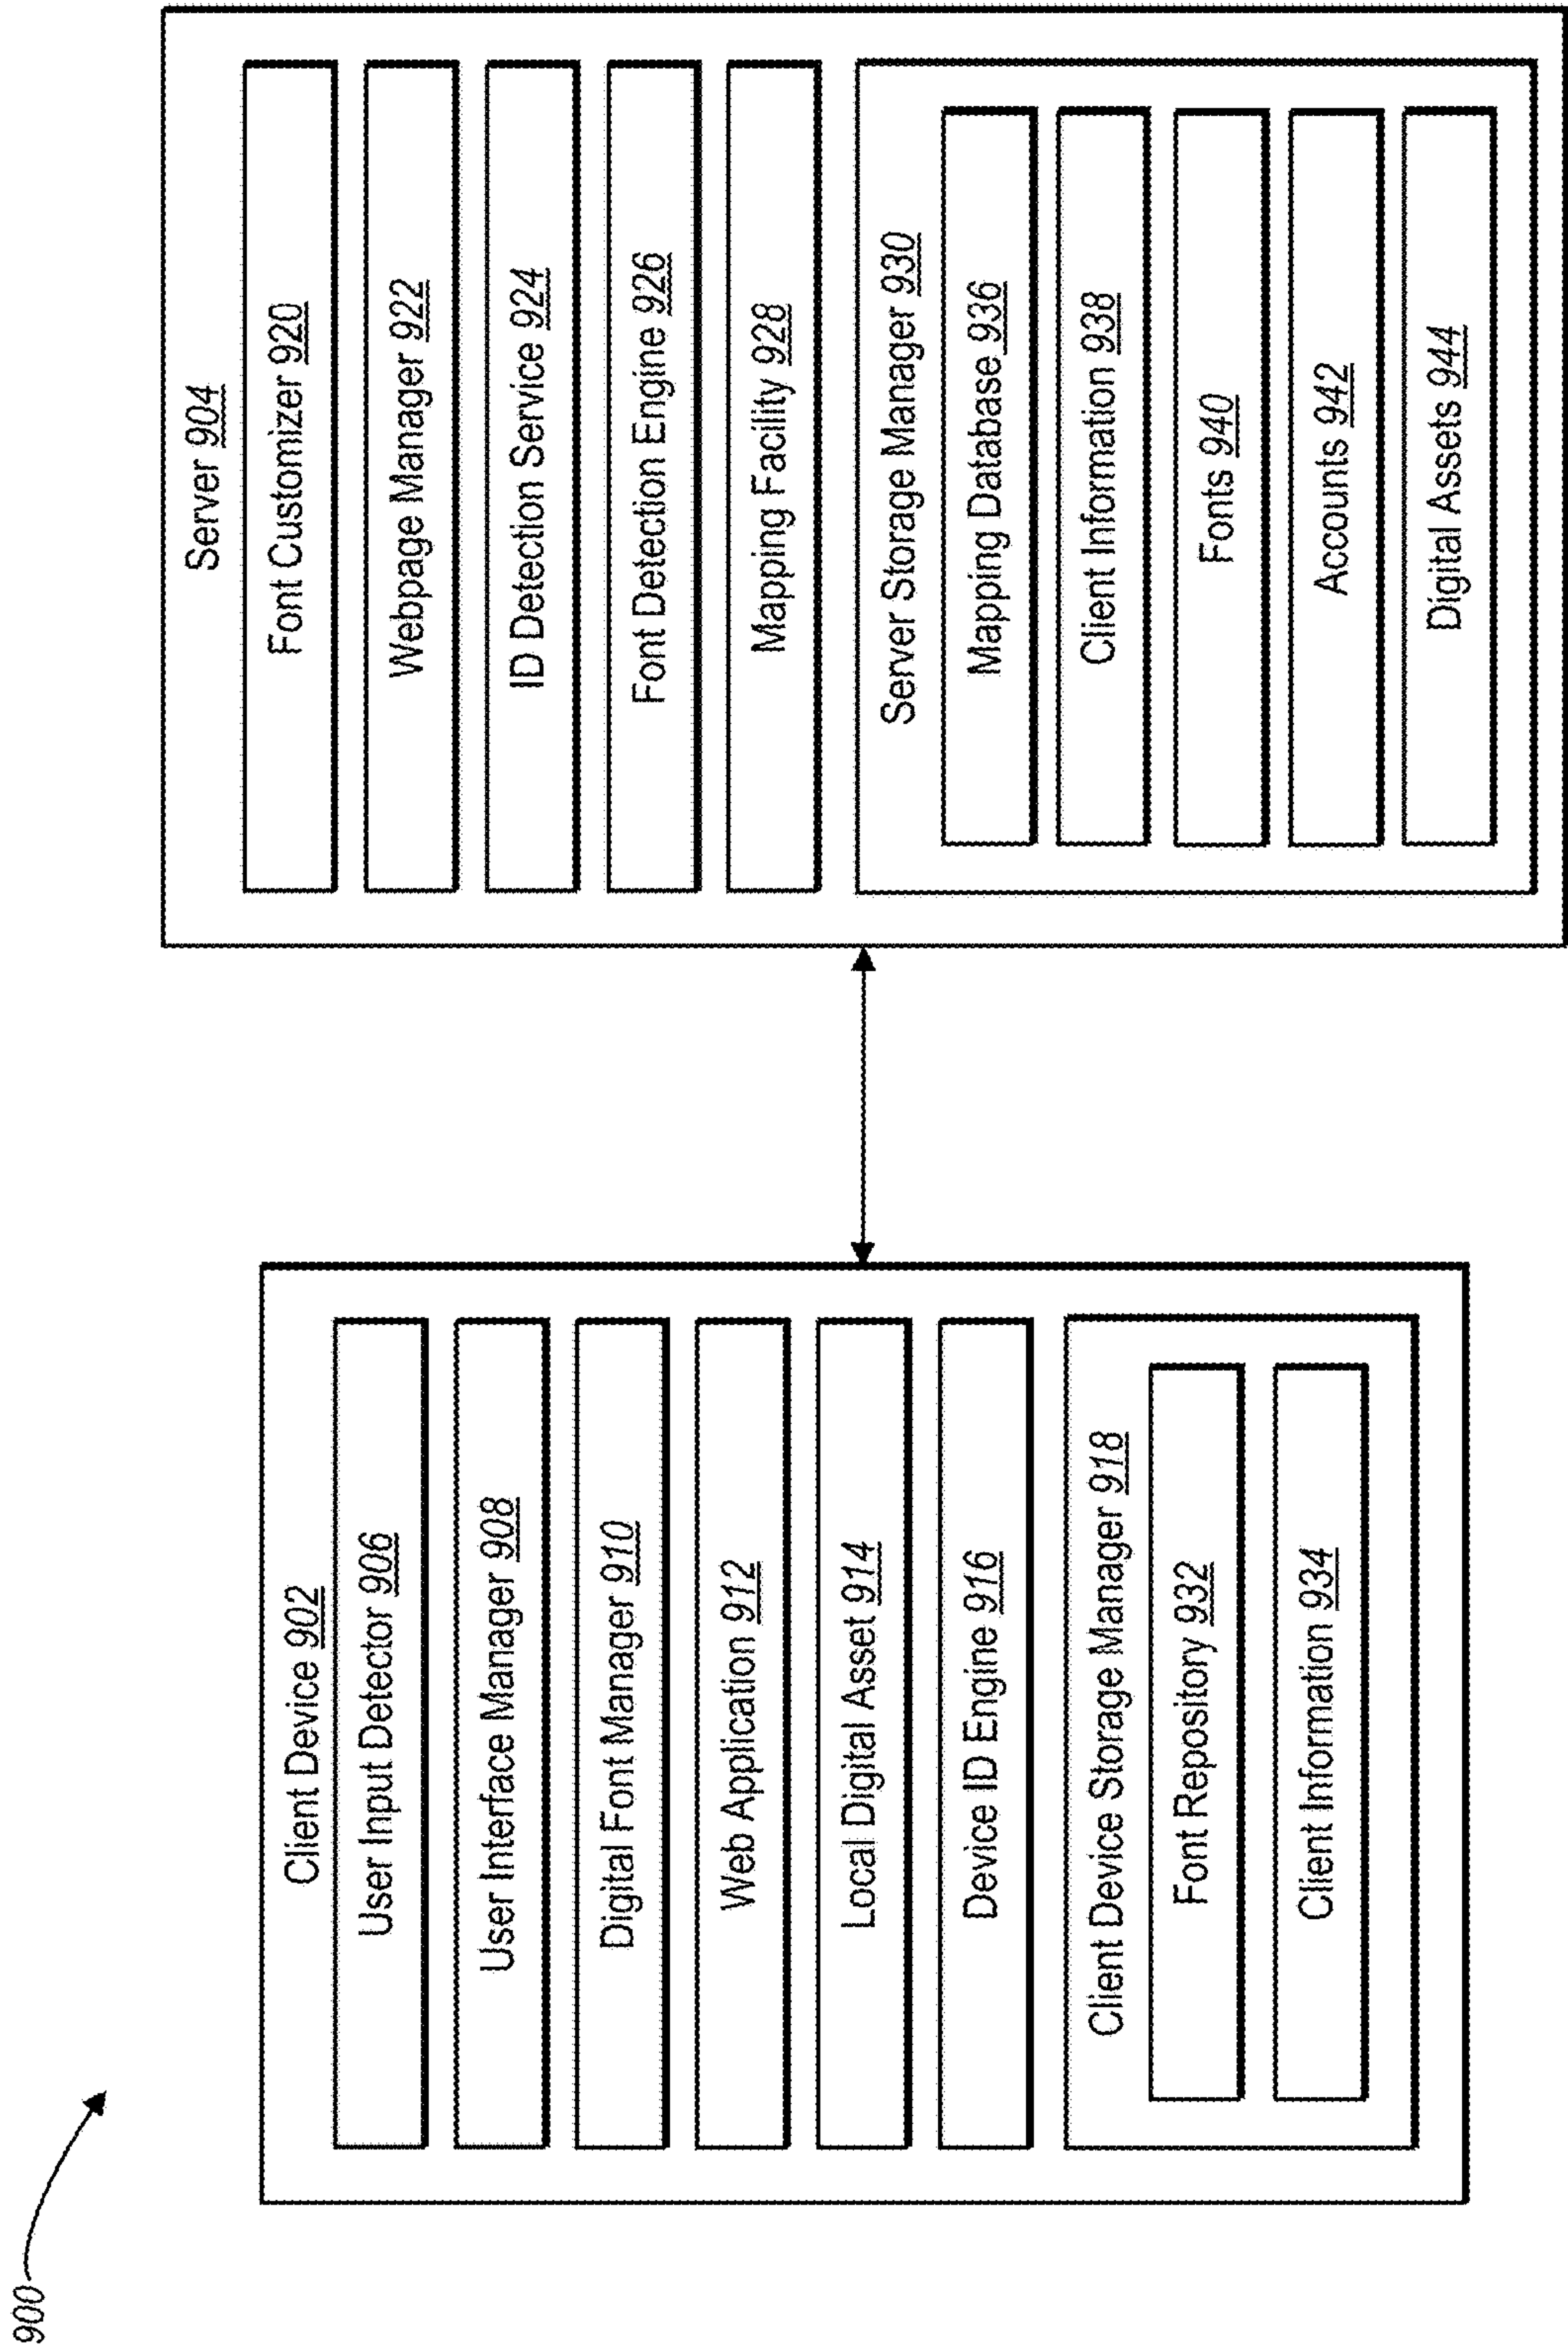 900
Client Device 902
User Input Detector 906
User Interface Manager 908
Digital Font Manager 910
Web Application 912
Local Digital Asset 914
Device ID Engine 916
Client Device Storage Manager 918
Font Repository 932
Client Information 934
Server 904
Font Customizer 920
Webpage Manager 922
ID Detection Service 924
Font Detection Engine 926
Mapping Facility 928
Server Storage Manager 930
Mapping Database 936
Client Information 938
Fonts 940
Accounts 942
Digital Assets 944